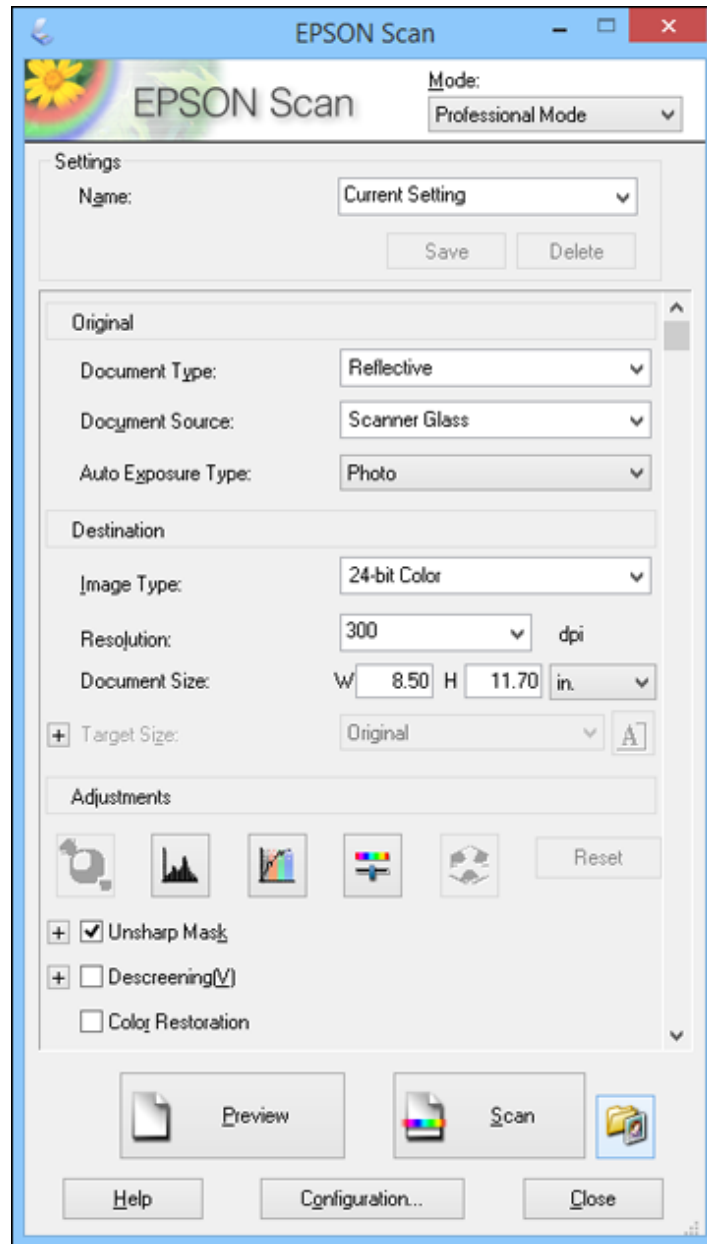 EPSON Scan
EPSON Scan
Mode:
Professional Mode
Settings
Name:
Current Setting
Save Delete
Original
Document Type: Reflective
Document Source: Scanner Glass
Auto Exposure Type: Photo
Destination
Image Type: 24-bit Color
Resolution: 300 dpi
Document Size: W 8.50 H 11.70 in.
Target Size: Original A
Adjustments
Reset
Unsharp Mask
Descreening(V)
Color Restoration
Preview Scan
Help Configuration... Close